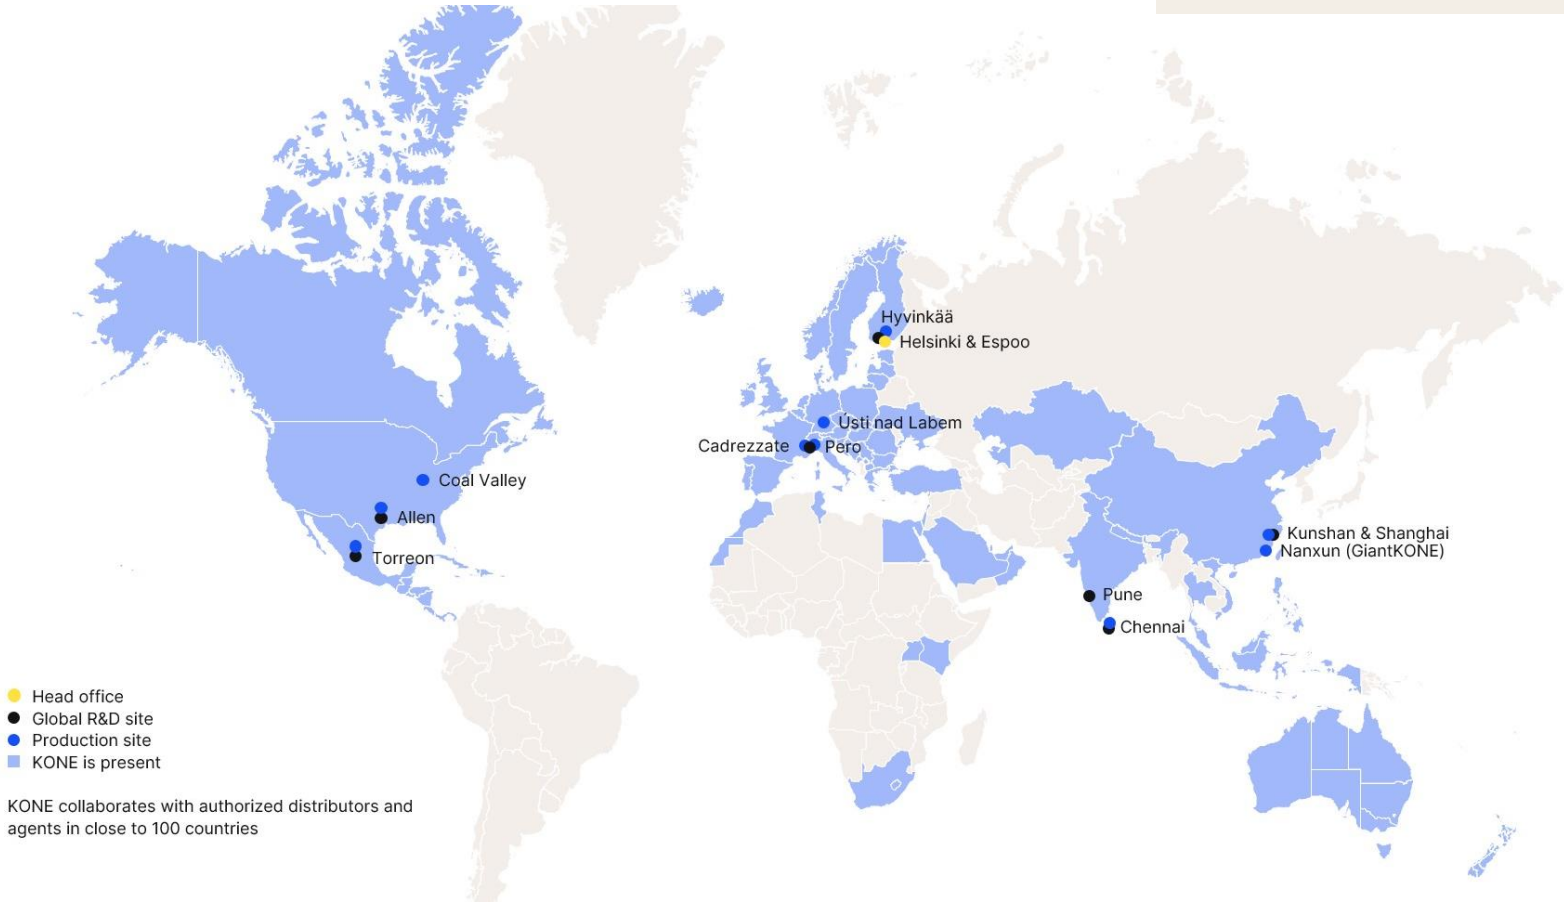 Hyvinkää
Helsinki & Espoo
Ústi nad Labem
Cadrezzate
Pero
Coal Valley
Allen
Torreon
Kunshan & Shanghai
Nanxun (GiantKONE)
Pune
Chennai
Head office
Global R&D site
Production site
KONE is present
KONE collaborates with authorized distributors and
agents in close to 100 countries